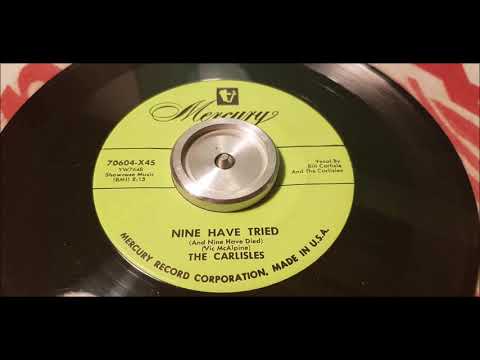 Mercury
70604-X45
YW7648
Showcase Music
(BMI) 2:13
Vocal By
Bill Carlisle
And The Carlisles
NINE HAVE TRIED
(And Nine Have Died)
(Vic McAlpine)
THE CARLISLES
MERCURY RECORD CORPORATION, MADE IN U.S.A.